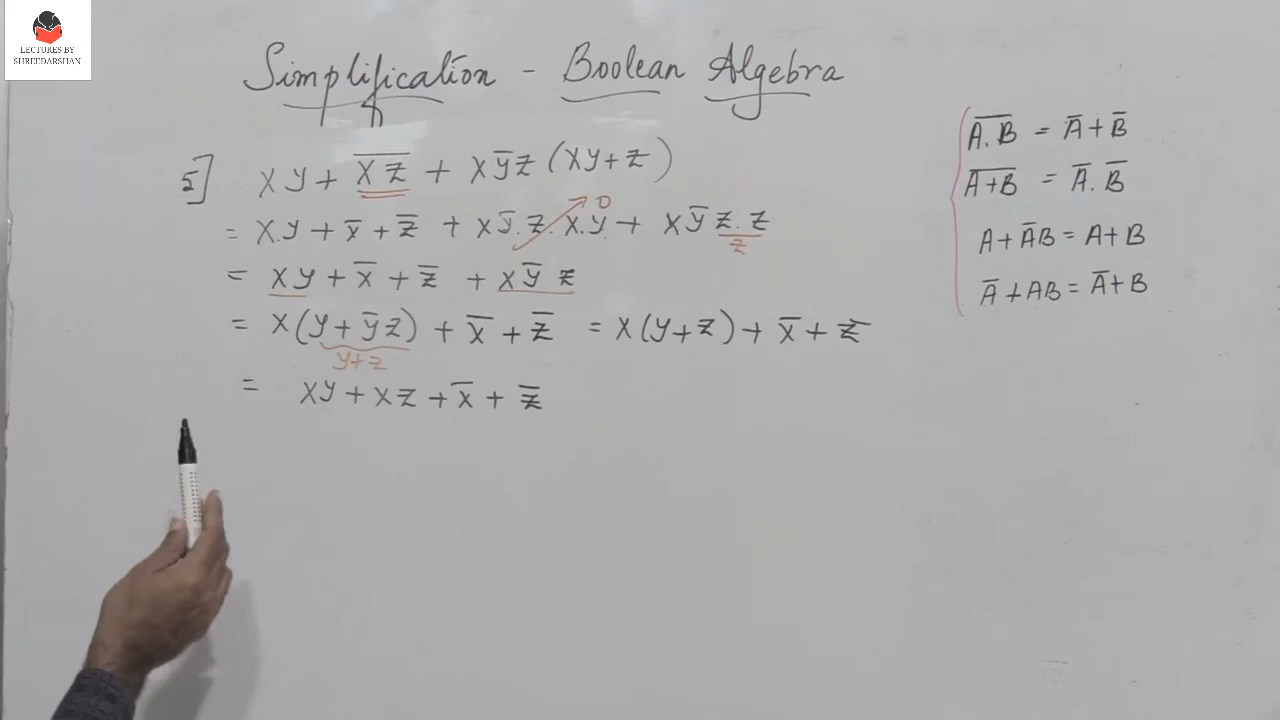 LECTURES BY
SHREEDARSHAN
Simplification - Boolean Algebra
5] XY + X̅Z̅ + XY̅Z (XY+Z)
= X.Y + X̅ + Z̅ + XY̅.Z.X.Y + XY̅Z.Z
0
Z
= XY + X̅ + Z̅ + XY̅Z
= X(Y+Y̅Z) + X̅ + Z̅ = X(Y+Z) + X̅ + Z̅
Y+Z
= XY + XZ + X̅ + Z̅
A̅.̅B̅ = A̅+B̅
A̅+̅B̅ = A̅.B̅
A+A̅B = A+B
A̅+AB = A̅+B